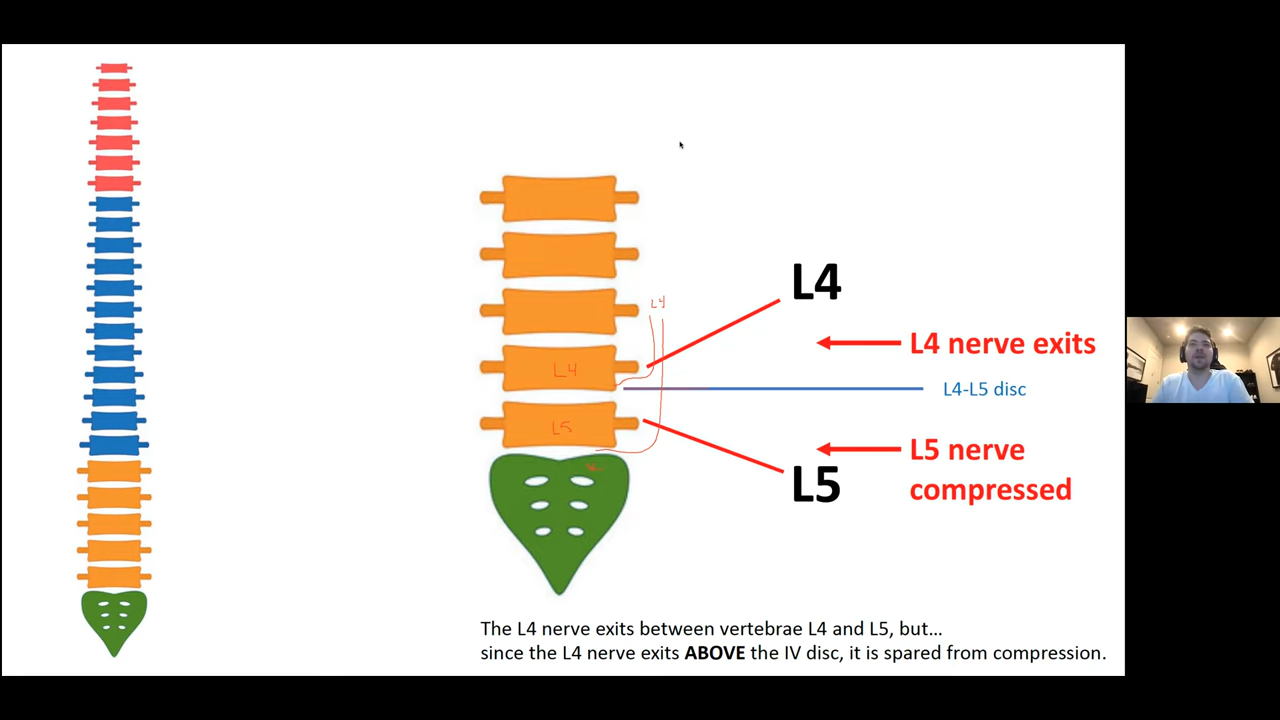 L4
L4
L4 nerve exits
L4
L4-L5 disc
L5
L5 nerve
compressed
L5
The L4 nerve exits between vertebrae L4 and L5, but...
since the L4 nerve exits ABOVE the IV disc, it is spared from compression.